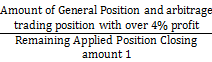 Amount of General Position and arbitrage
trading position with over 4% profit
Remaining Applied Position Closing
amount 1